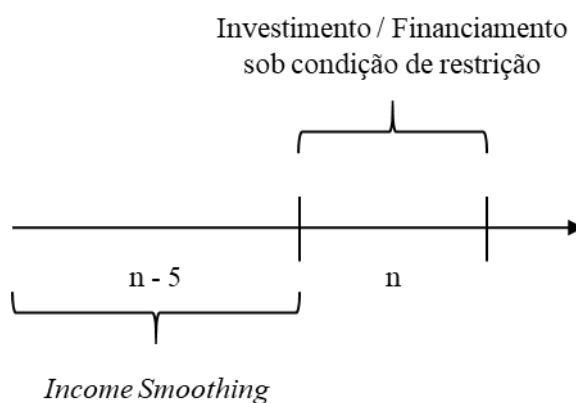 Investimento / Financiamento
sob condição de restrição
n - 5
n
Income Smoothing